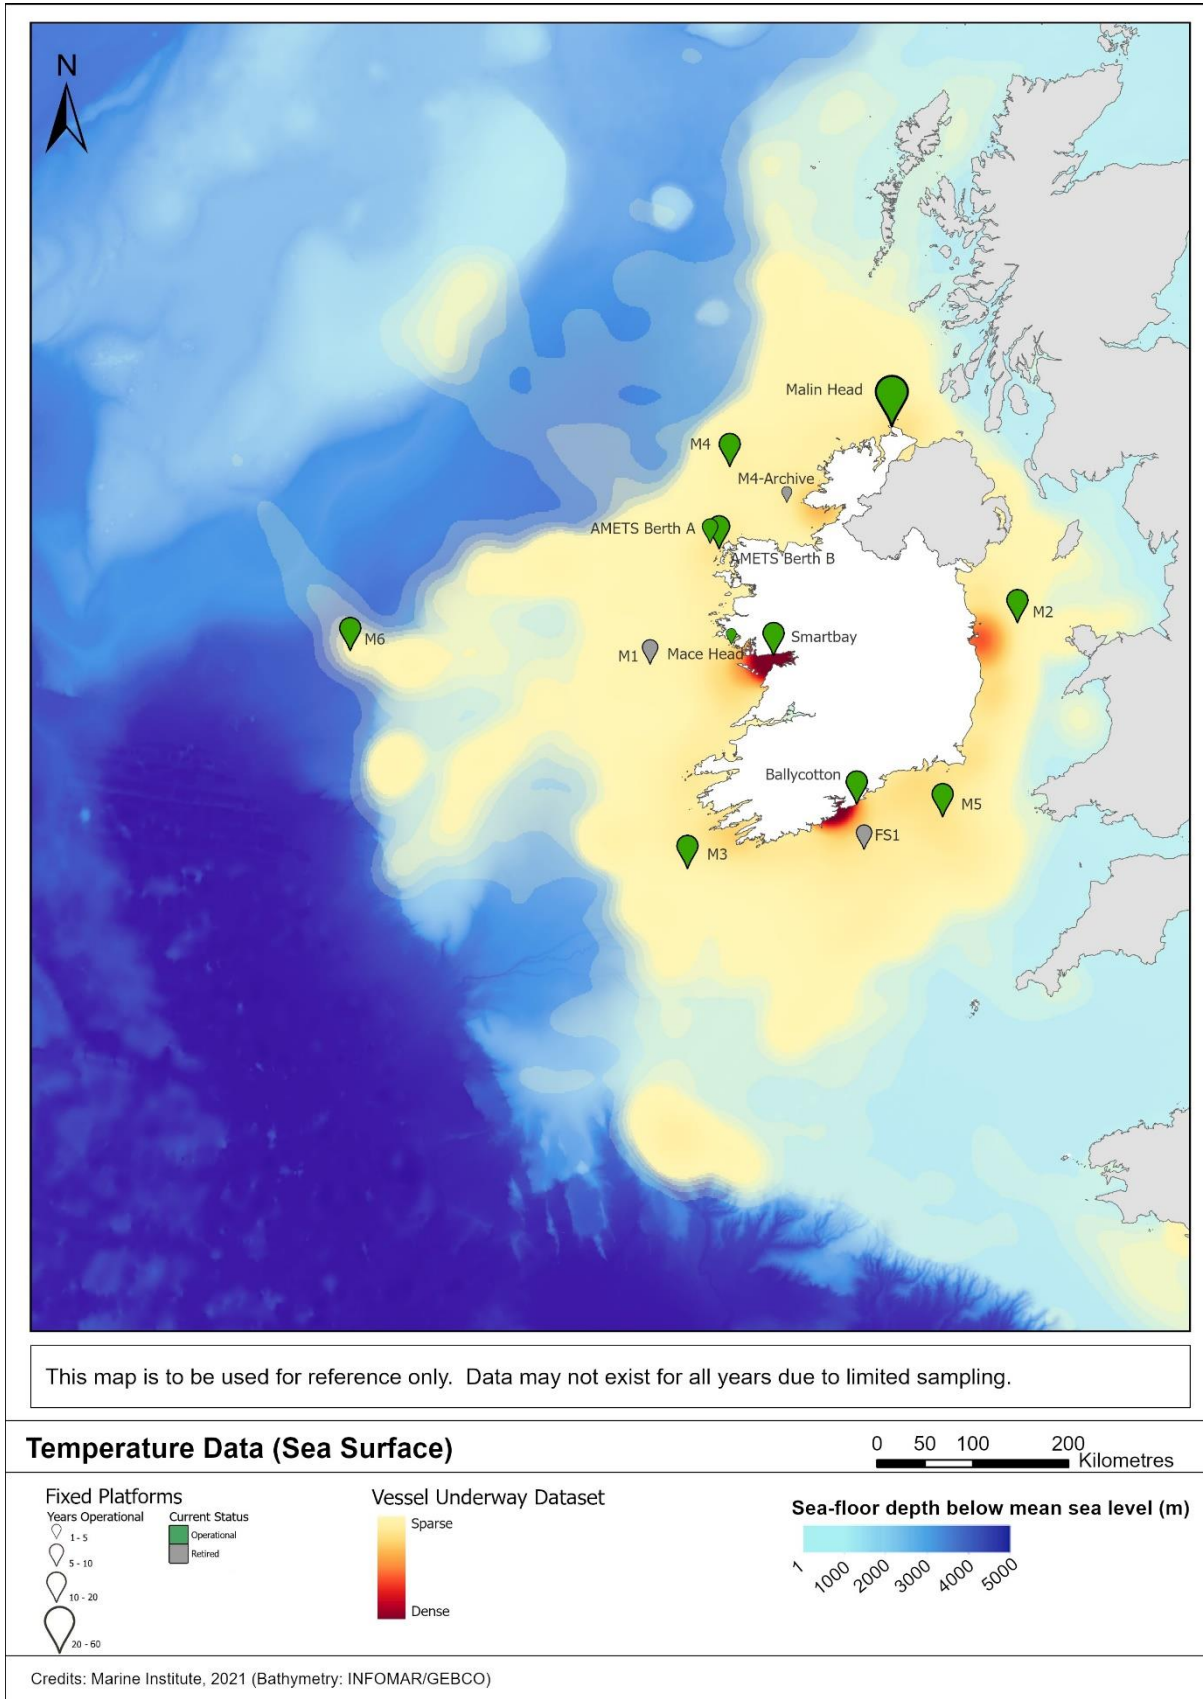 N
Malin Head
M4
M4-Archive
AMETS Berth A
AMETS Berth B
M2
M6
Smartbay
M1
Mace Head
Ballycotton
M5
FS1
M3
This map is to be used for reference only.  Data may not exist for all years due to limited sampling.
Temperature Data (Sea Surface)
0 50 100 200
Kilometres
Fixed Platforms
Years Operational
1 - 5
5 - 10
10 - 20
20 - 60
Current Status
Operational
Retired
Vessel Underway Dataset
Sparse
Dense
Sea-floor depth below mean sea level (m)
1 1000 2000 3000 4000 5000
Credits: Marine Institute, 2021 (Bathymetry: INFOMAR/GEBCO)